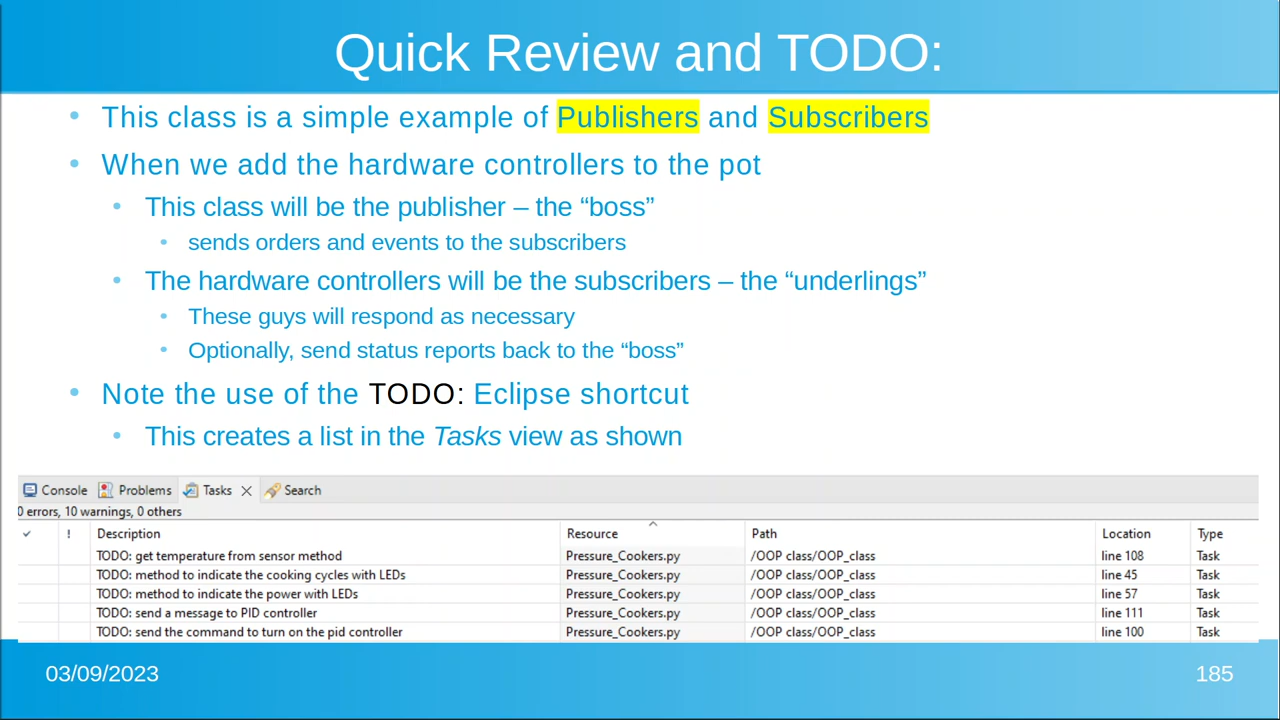 Quick Review and TODO:
• This class is a simple example of Publishers and Subscribers
• When we add the hardware controllers to the pot
• This class will be the publisher – the “boss”
• sends orders and events to the subscribers
• The hardware controllers will be the subscribers – the “underlings”
• These guys will respond as necessary
• Optionally, send status reports back to the “boss”
• Note the use of the TODO: Eclipse shortcut
• This creates a list in the Tasks view as shown
Console Problems Tasks Search
0 errors, 10 warnings, 0 others
! Description Resource Path Location Type
TODO: get temperature from sensor method Pressure_Cookers.py /OOP class/OOP_class line 108 Task
TODO: method to indicate the cooking cycles with LEDs Pressure_Cookers.py /OOP class/OOP_class line 45 Task
TODO: method to indicate the power with LEDs Pressure_Cookers.py /OOP class/OOP_class line 57 Task
TODO: send a message to PID controller Pressure_Cookers.py /OOP class/OOP_class line 111 Task
TODO: send the command to turn on the pid controller Pressure_Cookers.py /OOP class/OOP_class line 100 Task
03/09/2023 185